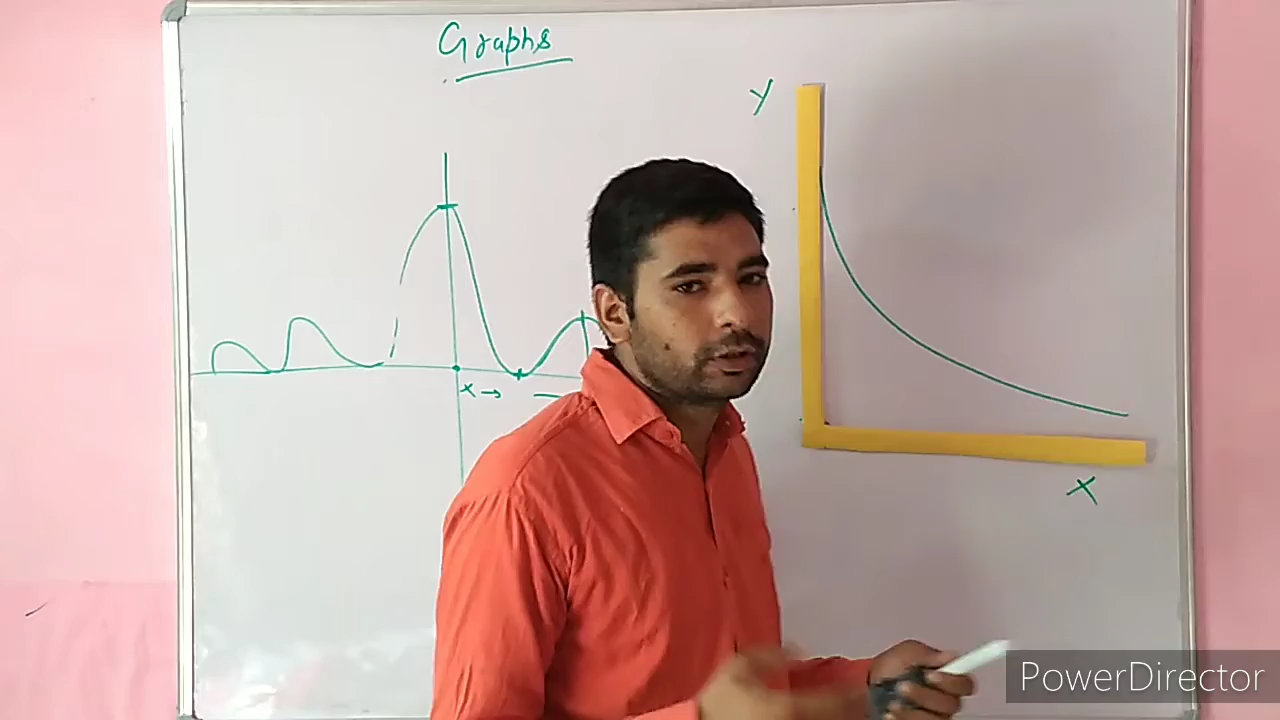 Graphs
y
x →
x
PowerDirector